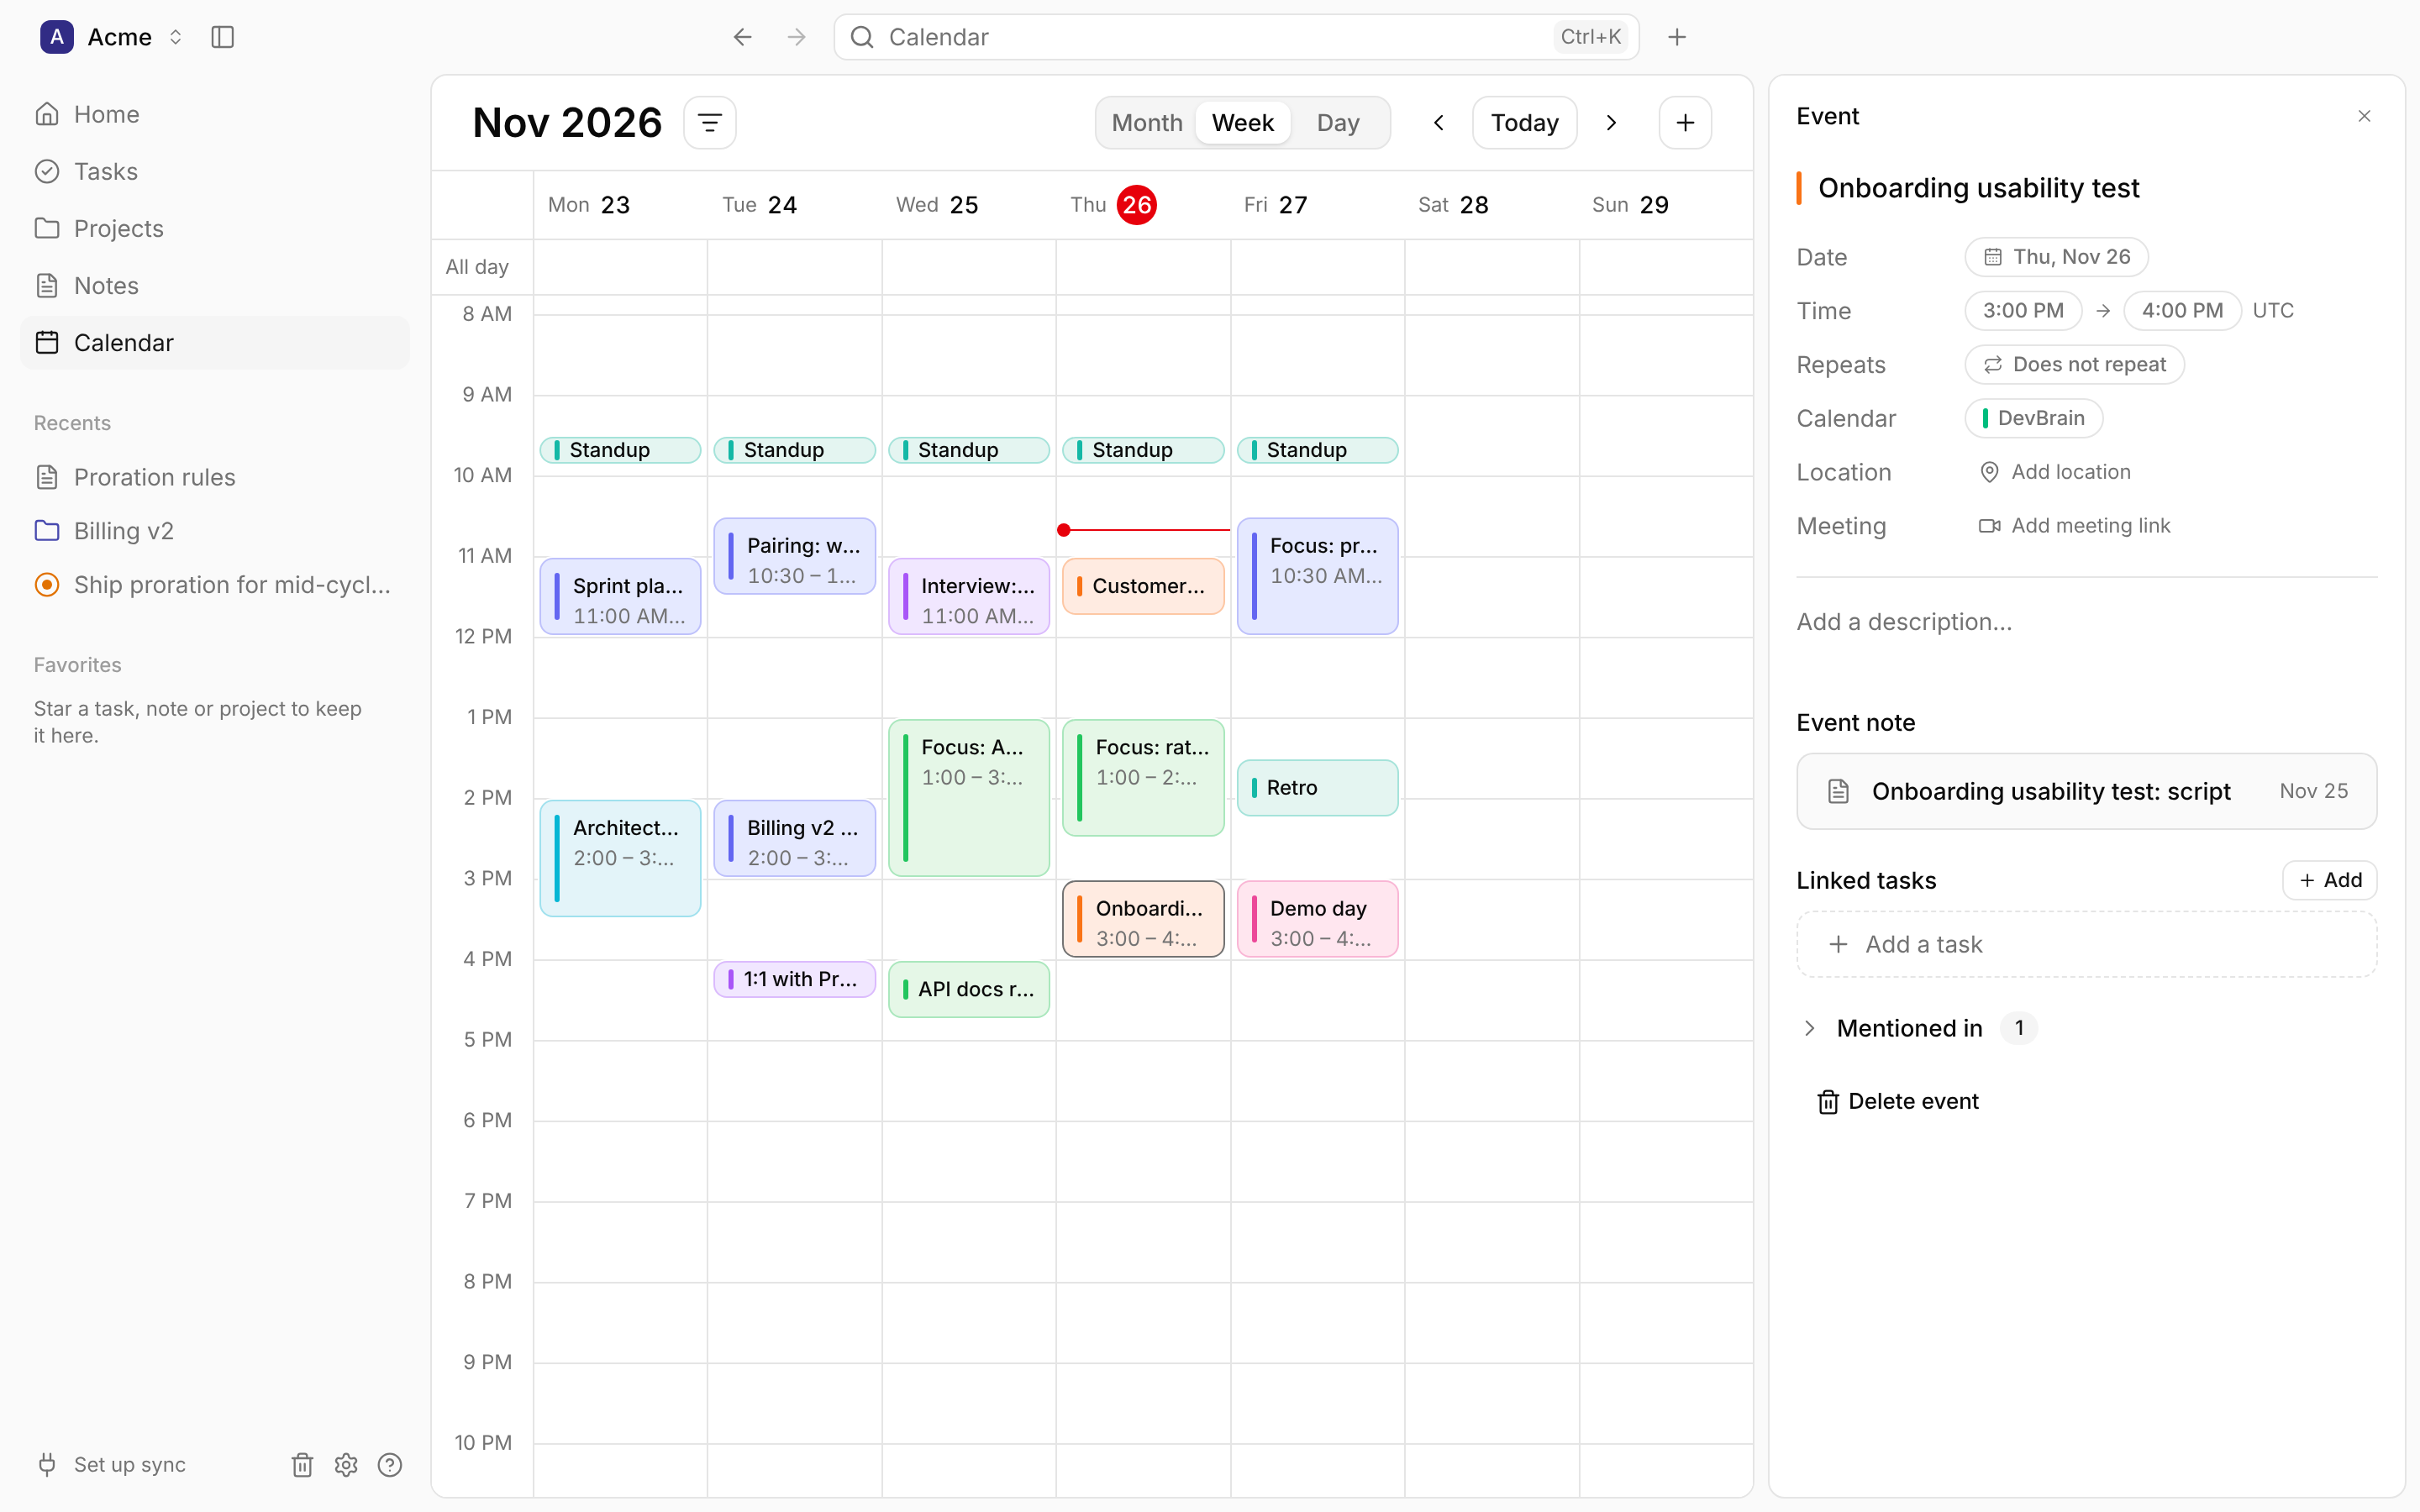 A Acme
Calendar Ctrl+K
Home
Tasks
Projects
Notes
Calendar
Recents
Proration rules
Billing v2
Ship proration for mid-cycl...
Favorites
Star a task, note or project to keep
it here.
Set up sync
Nov 2026
Month Week Day Today
Mon 23 Tue 24 Wed 25 Thu 26 Fri 27 Sat 28 Sun 29
All day
8 AM
9 AM
Standup Standup Standup Standup Standup
10 AM
Pairing: w... Focus: pr...
11 AM
10:30 – 1... 10:30 AM...
Sprint pla... Interview:... Customer...
11:00 AM... 11:00 AM...
12 PM
1 PM
Focus: A... Focus: rat...
1:00 – 3:... 1:00 – 2:...
Retro
2 PM
Architect... Billing v2 ...
2:00 – 3:... 2:00 – 3:...
3 PM
Onboardi... Demo day
3:00 – 4:... 3:00 – 4:...
4 PM
1:1 with Pr... API docs r...
5 PM
6 PM
7 PM
8 PM
9 PM
10 PM
Event
Onboarding usability test
Date Thu, Nov 26
Time 3:00 PM → 4:00 PM UTC
Repeats Does not repeat
Calendar DevBrain
Location Add location
Meeting Add meeting link
Add a description...
Event note
Onboarding usability test: script Nov 25
Linked tasks + Add
+ Add a task
Mentioned in 1
Delete event